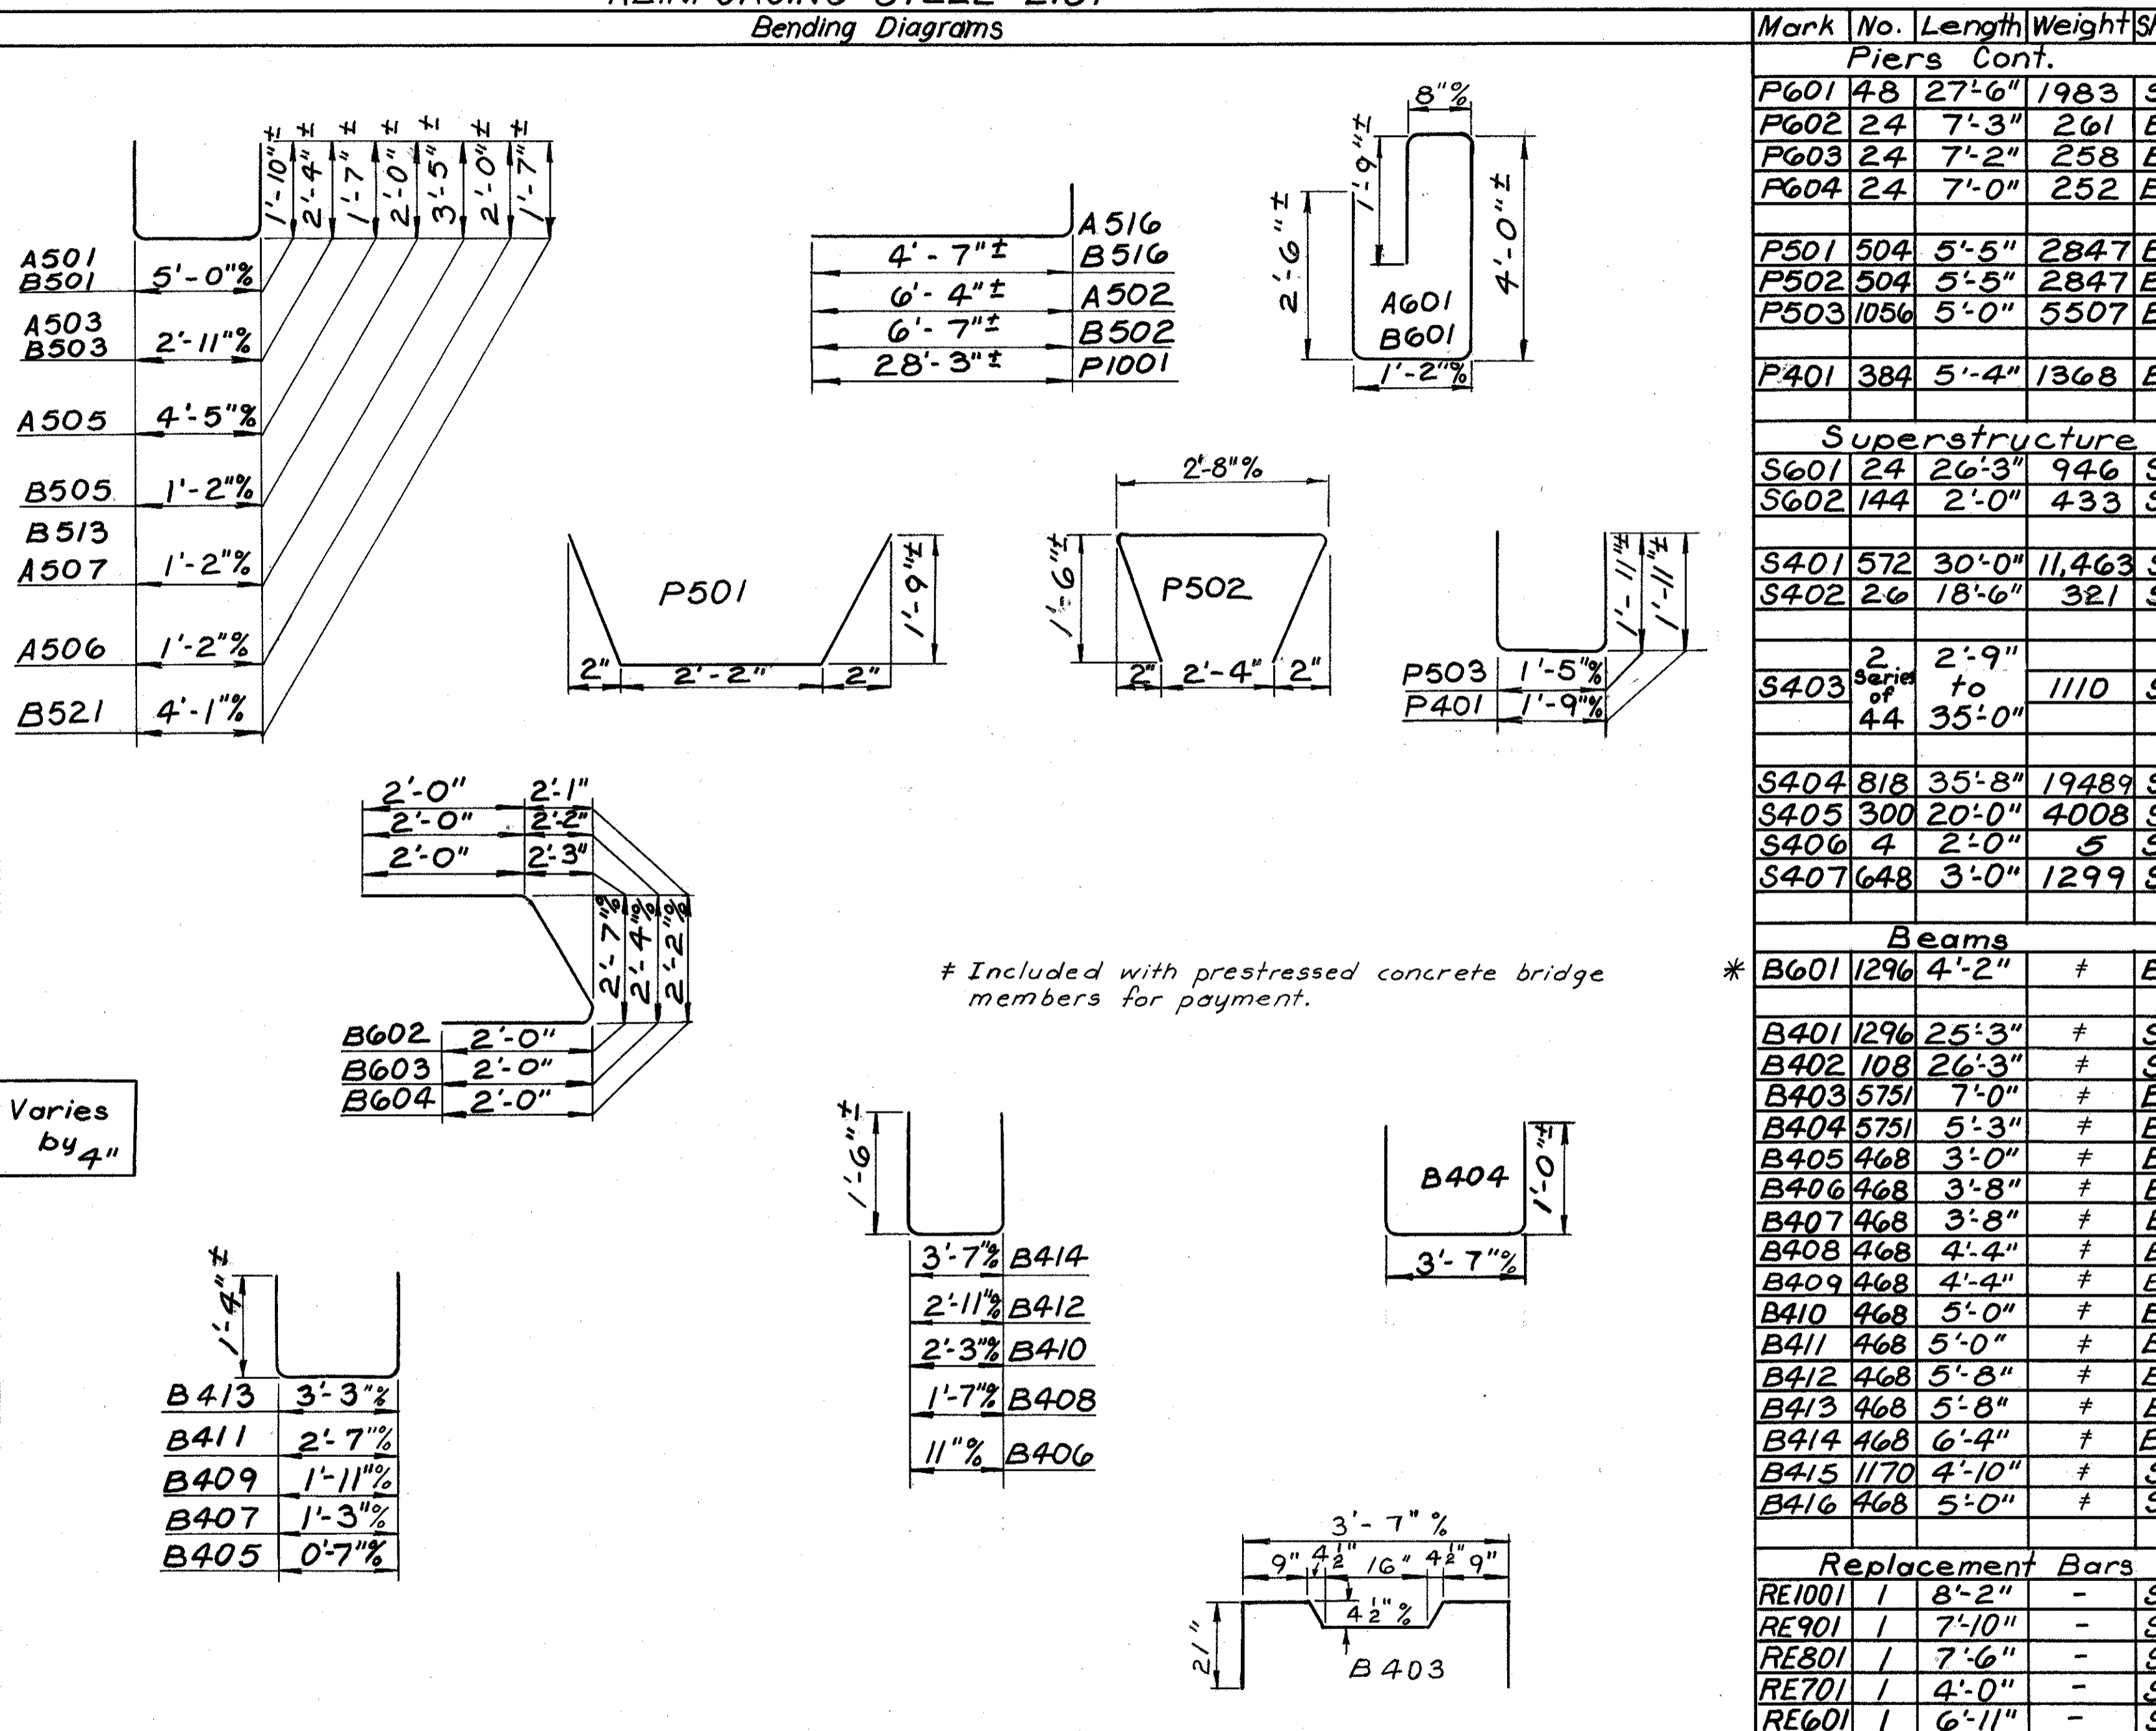 Bending Diagrams
1'-10"±
2'-4"±
1'-7"±
2'-0"±
3'-5"±
2'-0"±
1'-7"±
A501
B501 5'-0"%
A503
B503 2'-11"%
A505 4'-5"%
B505 1'-2"%
B513
A507 1'-2"%
A506 1'-2"%
B521 4'-1"%
A516
4'-7"± B516
6'-4"± A502
6'-7"± B502
28'-3"± P1001
8"%
1'-9"±
2'-6"±
4'-0"±
A601
B601
1'-2"%
P501
1'-9"±
2" 2'-2" 2"
2'-8"%
1'-6"±
P502
2" 2'-4" 2"
1'-11"±
1'-11"±
P503 1'-5"%
P401 1'-9"%
2'-0" 2'-1"
2'-0" 2'-2"
2'-0" 2'-3"
2'-7"%
2'-4"%
2'-2"%
B602 2'-0"
B603 2'-0"
B604 2'-0"
Varies
by 4"
≠ Included with prestressed concrete bridge
members for payment.
1'-6"±
3'-7"% B414
2'-11"% B412
2'-3"% B410
1'-7"% B408
11"% B406
B404
1'-0"±
3'-7"%
1'-4"±
B413 3'-3"%
B411 2'-7"%
B409 1'-11"%
B407 1'-3"%
B405 0'-7"%
3'-7"%
9" 4½" 16" 4½" 9"
4½"%
21"
B403
Mark No. Length Weight
Piers Cont.
P601 48 27'-6" 1983
P602 24 7'-3" 261
P603 24 7'-2" 258
P604 24 7'-0" 252
P501 504 5'-5" 2847
P502 504 5'-5" 2847
P503 1056 5'-0" 5507
P401 384 5'-4" 1368
Superstructure
S601 24 26'-3" 946
S602 144 2'-0" 433
S401 572 30'-0" 11,463
S402 26 18'-6" 321
S403 2 series of 44 2'-9" to 35'-0" 1110
S404 818 35'-8" 19489
S405 300 20'-0" 4008
S406 4 2'-0" 5
S407 648 3'-0" 1299
Beams
* B601 1296 4'-2" ≠
B401 1296 25'-3" ≠
B402 108 26'-3" ≠
B403 5751 7'-0" ≠
B404 5751 5'-3" ≠
B405 468 3'-0" ≠
B406 468 3'-8" ≠
B407 468 3'-8" ≠
B408 468 4'-4" ≠
B409 468 4'-4" ≠
B410 468 5'-0" ≠
B411 468 5'-0" ≠
B412 468 5'-8" ≠
B413 468 5'-8" ≠
B414 468 6'-4" ≠
B415 1170 4'-10" ≠
B416 468 5'-0" ≠
Replacement Bars
RE1001 1 8'-2" -
RE901 1 7'-10" -
RE801 1 7'-6" -
RE701 1 4'-0" -
RE601 1 6'-11" -